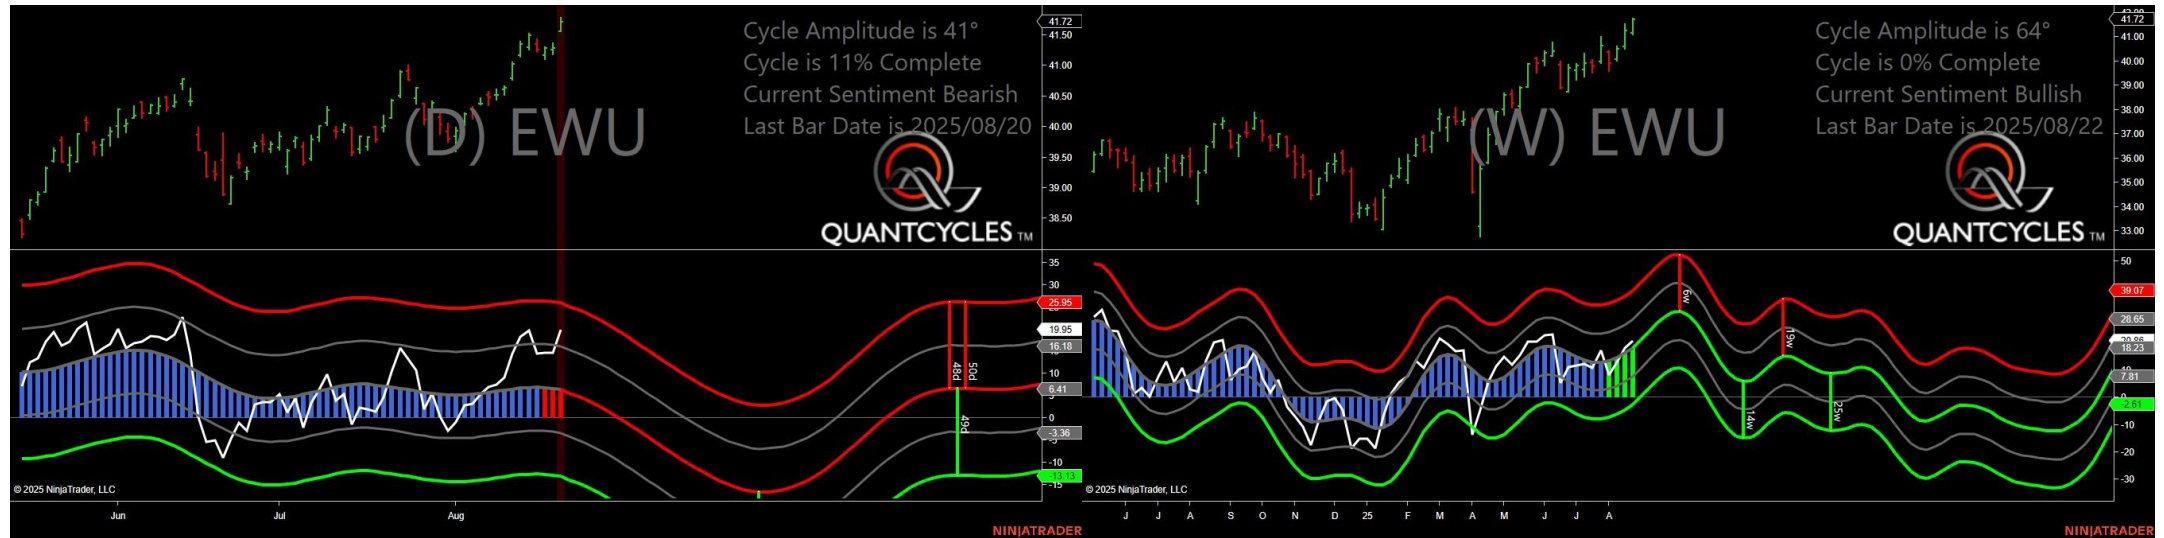 Cycle Amplitude is 41°
Cycle is 11% Complete
Current Sentiment Bearish
Last Bar Date is 2025/08/20
(D) EWU
QUANTCYCLES TM
41.72
41.50
41.00
40.50
40.00
39.50
39.00
38.50
35
30
25.95
19.95
16.18
10
6.41
0
-3.36
-10
-13.13
-15
48d
50d
49d
© 2025 NinjaTrader, LLC
Jun
Jul
Aug
NINJATRADER
Cycle Amplitude is 64°
Cycle is 0% Complete
Current Sentiment Bullish
Last Bar Date is 2025/08/22
(W) EWU
QUANTCYCLES TM
41.72
41.00
40.00
39.00
38.00
37.00
36.00
35.00
34.00
33.00
50
39.07
28.65
18.23
7.81
-2.61
-10
-20
-30
6w
19w
14w
25w
© 2025 NinjaTrader, LLC
J J A S O N D 25 F M A M J J A
NINJATRADER